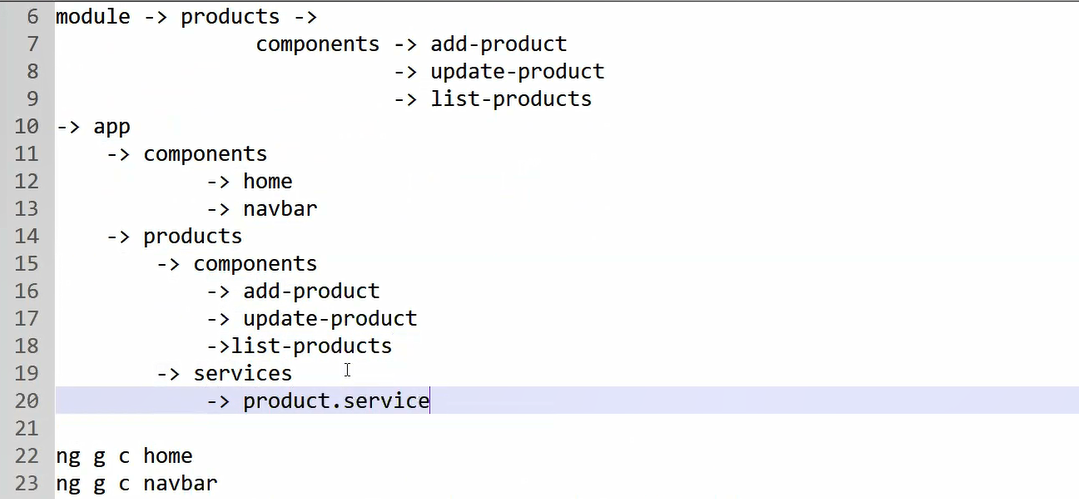 6 module -> products ->
7 components -> add-product
8 -> update-product
9 -> list-products
10 -> app
11 -> components
12 -> home
13 -> navbar
14 -> products
15 -> components
16 -> add-product
17 -> update-product
18 ->list-products
19 -> services
20 -> product.service
21
22 ng g c home
23 ng g c navbar